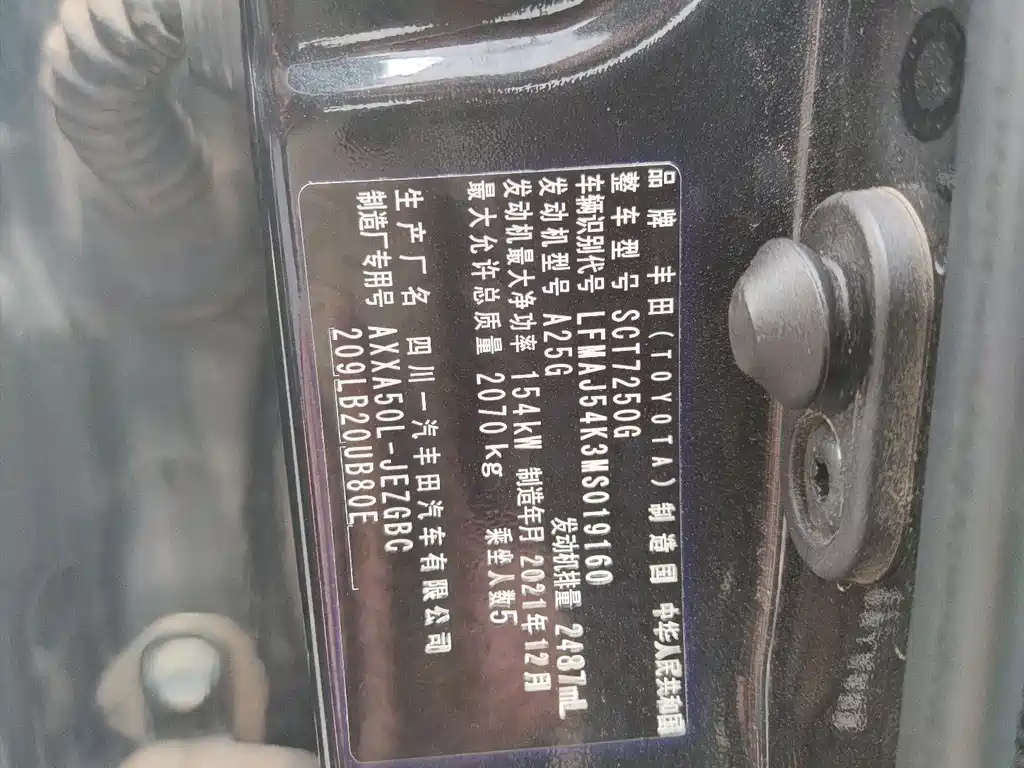 品牌 丰田(TOYOTA) 制造国 中华人民共和国
整车型号 SCT7250G
车辆识别代号 LFMAJ54K3MS019160
发动机型号 A25G 发动机排量 2487mL
发动机最大净功率 154kW 制造年月 2021年12月
最大允许总质量 2070kg 乘坐人数5
生产厂名 四川一汽丰田汽车有限公司
制造厂专用号 AXXA50L-JEZGBC
209LB20UB80E